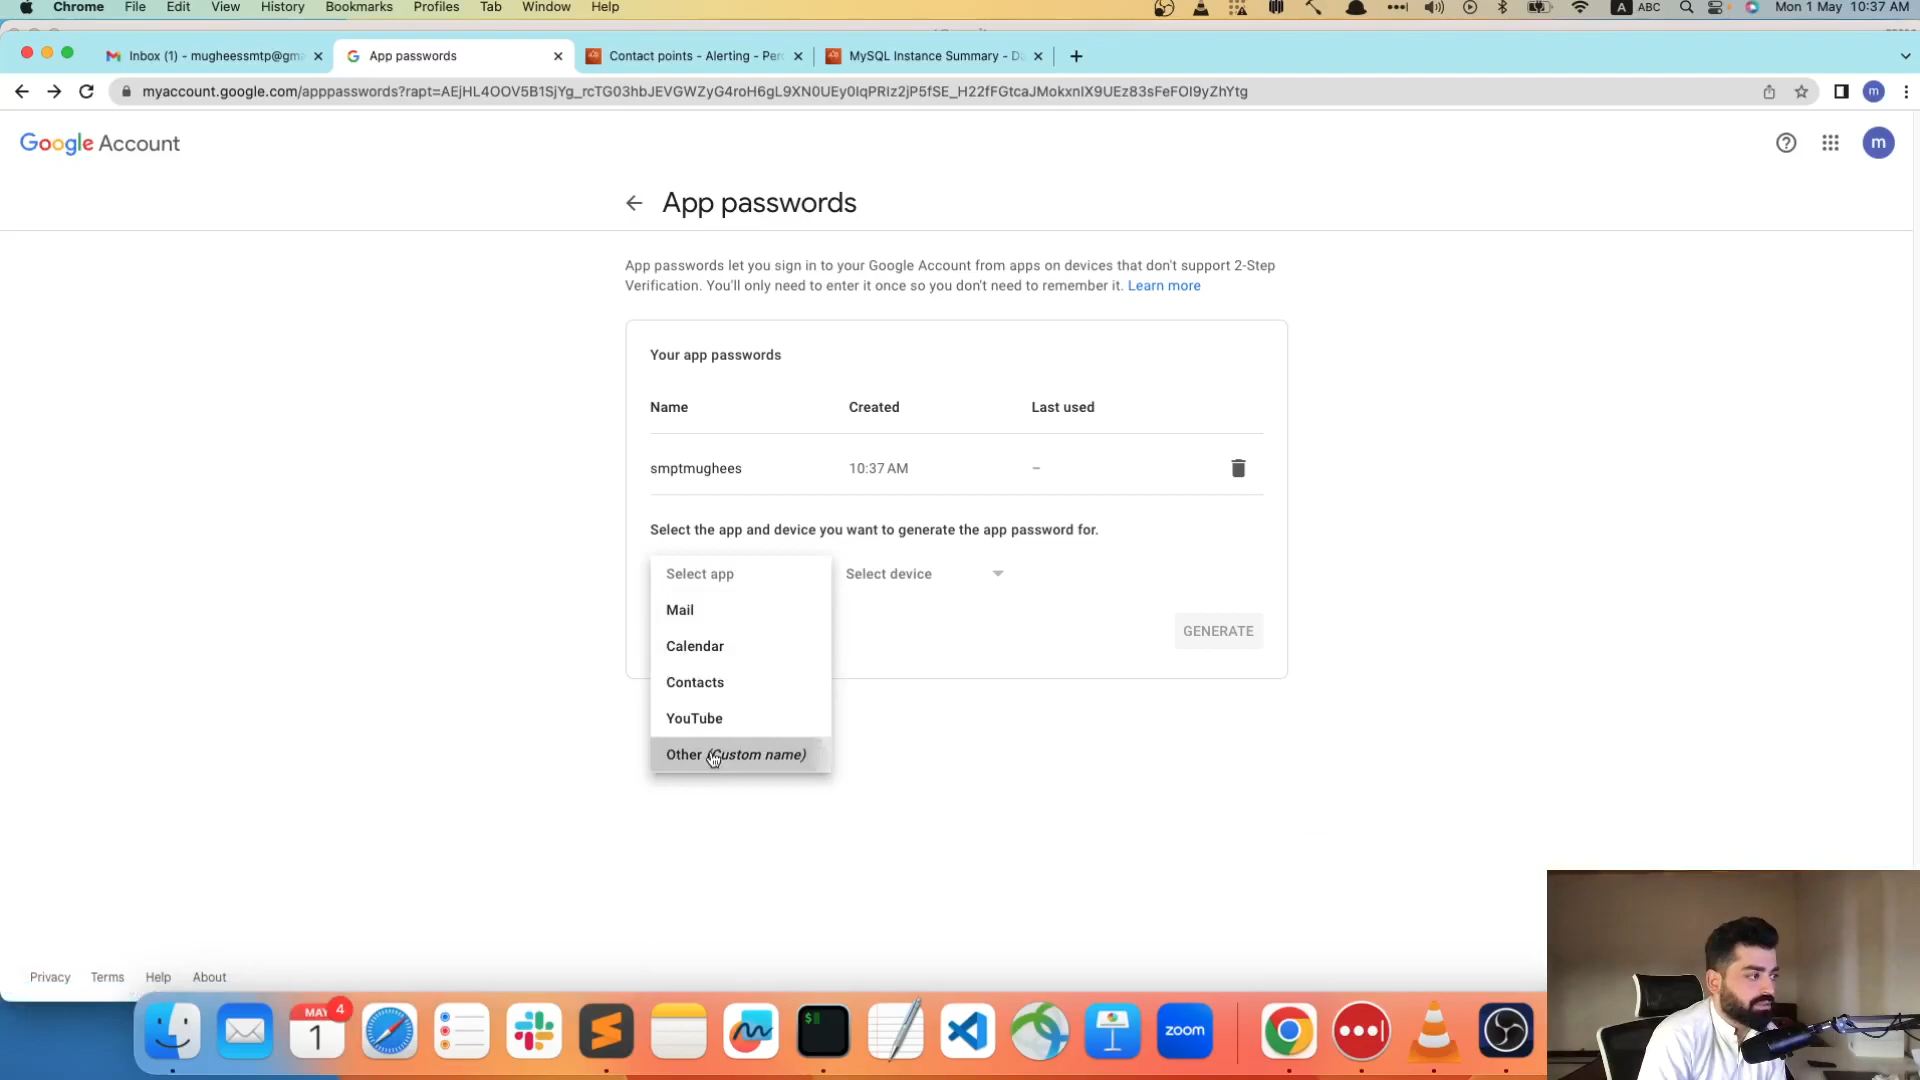 Chrome File Edit View History Bookmarks Profiles Tab Window Help A ABC Mon 1 May 10:37 AM
Inbox (1) - mugheessmtp@gma App passwords Contact points - Alerting - Per MySQL Instance Summary - Da
myaccount.google.com/apppasswords?rapt=AEjHL4OOV5B1SjYg_rcTG03hbJEVGWZyG4roH6gL9XN0UEy0IqPRIz2jP5fSE_H22fFGtcaJMokxnIX9UEz83sFeFOI9yZhYtg m
Google Account m
App passwords
App passwords let you sign in to your Google Account from apps on devices that don't support 2-Step
Verification. You'll only need to enter it once so you don't need to remember it. Learn more
Your app passwords
Name Created Last used
smptmughees 10:37 AM –
Select the app and device you want to generate the app password for.
Select app Select device
Mail
GENERATE
Calendar
Contacts
YouTube
Other (Custom name)
Privacy Terms Help About
MAY 4
1
$
zoom